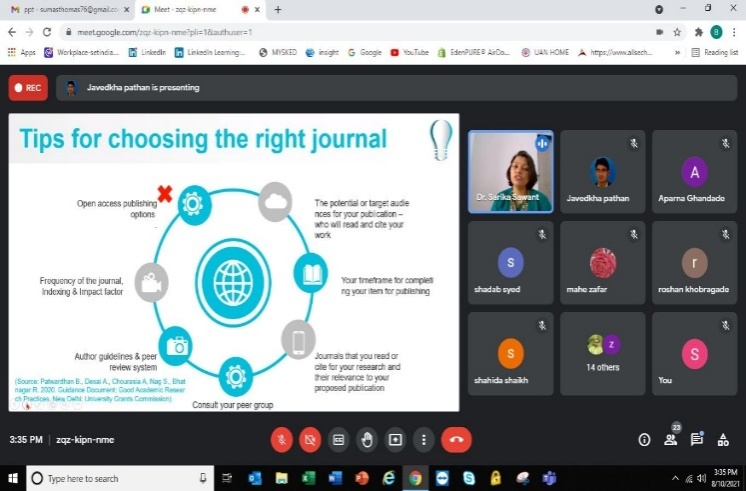 ppt - sumasthomas76@gmail.co
Meet - zqz-kipn-nme
meet.google.com/zqz-kipn-nme?pli=1&authuser=1
Apps
Workplace-setindia...
LinkedIn
LinkedIn Learning:...
MYSKED
insight
Google
YouTube
EdenPURE® AirDo...
UAN HOME
https://www.allsech...
Reading list
REC
Javedkha pathan is presenting
Tips for choosing the right journal
Open access publishing
options
The potential or target audie
nces for your publication –
who will read and cite your
work
Frequency of the journal,
Indexing & Impact factor
Your timeframe for completi
ng your item for publishing
Author guidelines & peer
review system
Journals that you read or
cite for your research and
their relevance to your
proposed publication
Consult your peer group
(Source: Patwardhan B., Desai A., Chourasia A, Nag S., Bhat
nagar R. 2020. Guidance Document: Good Academic Resear
ch Practices. New Delhi: University Grants Commission)
Dr. Sarika Sawant
Javedkha pathan
A
Aparna Ghandade
s
shadab syed
mahe zafar
r
roshan khobragade
s
shahida shaikh
z
14 others
S
You
3:35 PM | zqz-kipn-nme
23
Type here to search
3:35 PM
8/10/2021